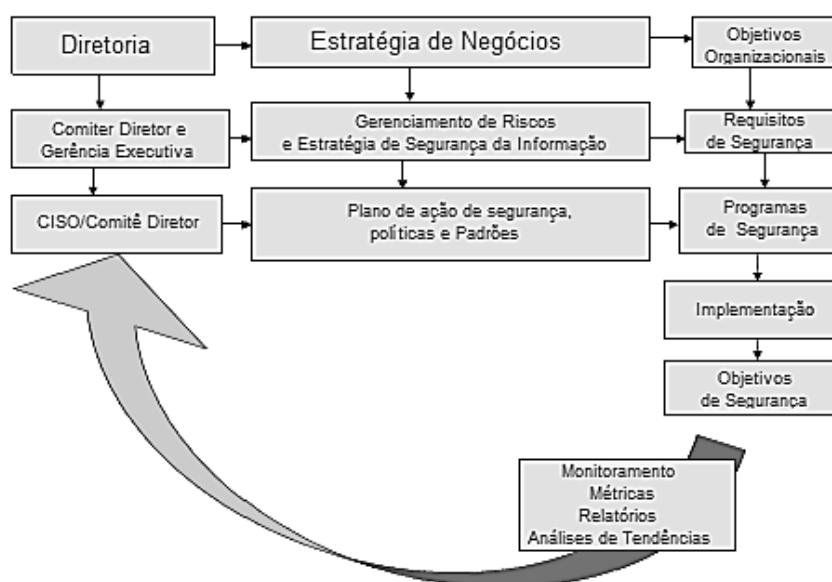 Diretoria
Estratégia de Negócios
Objetivos
Organizacionais
Comiter Diretor e
Gerência Executiva
Gerenciamento de Riscos
e Estratégia de Segurança da Informação
Requisitos
de Segurança
CISO/Comitê Diretor
Plano de ação de segurança,
políticas e Padrões
Programas
de Segurança
Implementação
Objetivos
de Segurança
Monitoramento
Métricas
Relatórios
Análises de Tendências